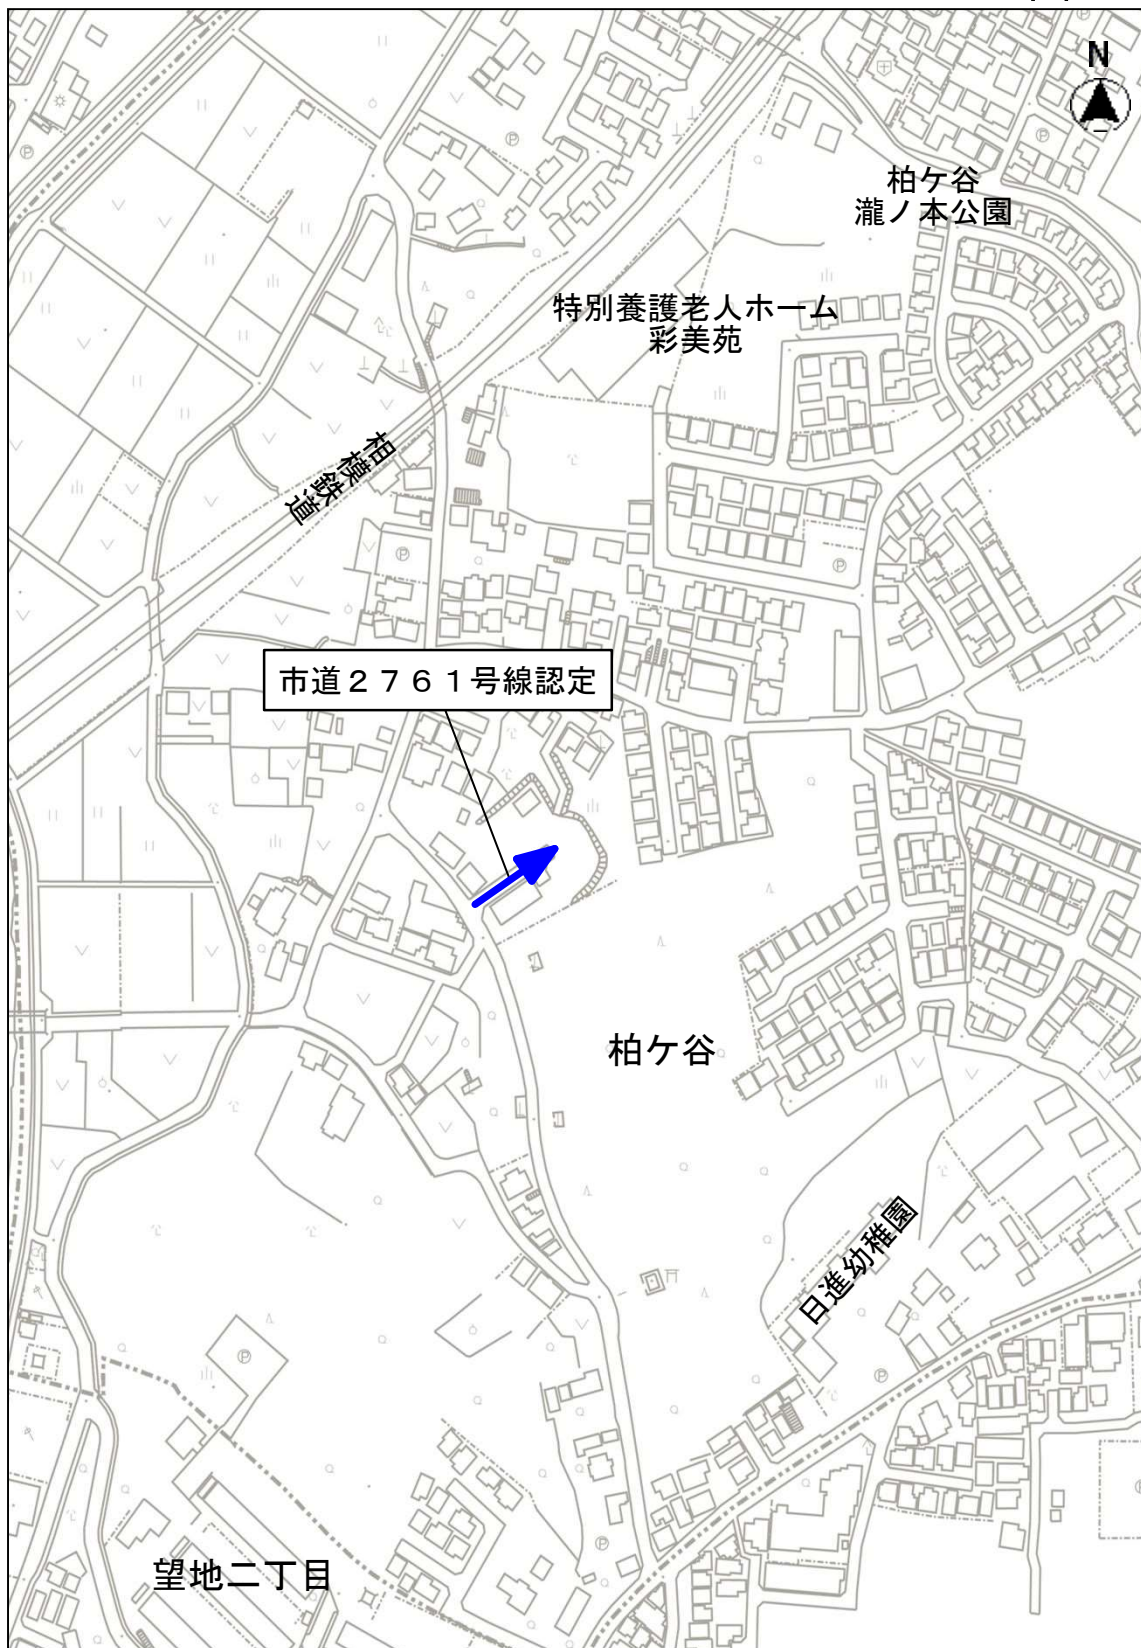 N
柏ケ谷
瀧ノ本公園
特別養護老人ホーム
彩美苑
相模鉄道
市道２７６１号線認定
柏ケ谷
日進幼稚園
望地二丁目